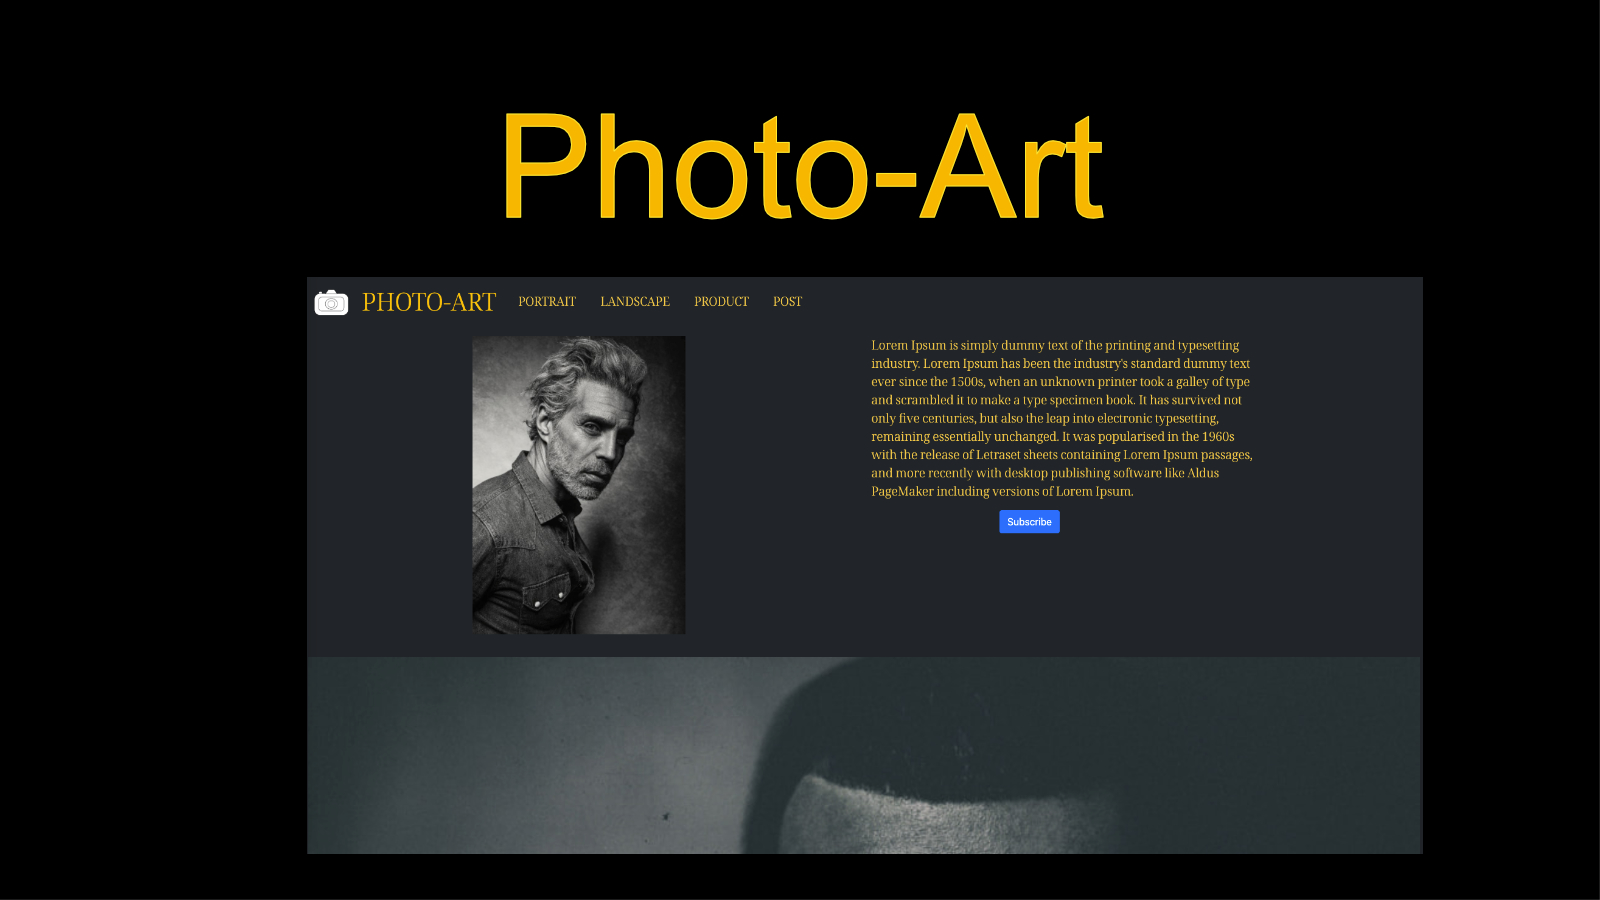 Photo-Art
PHOTO-ART PORTRAIT LANDSCAPE PRODUCT POST
Lorem Ipsum is simply dummy text of the printing and typesetting
industry. Lorem Ipsum has been the industry's standard dummy text
ever since the 1500s, when an unknown printer took a galley of type
and scrambled it to make a type specimen book. It has survived not
only five centuries, but also the leap into electronic typesetting,
remaining essentially unchanged. It was popularised in the 1960s
with the release of Letraset sheets containing Lorem Ipsum passages,
and more recently with desktop publishing software like Aldus
PageMaker including versions of Lorem Ipsum.
Subscribe